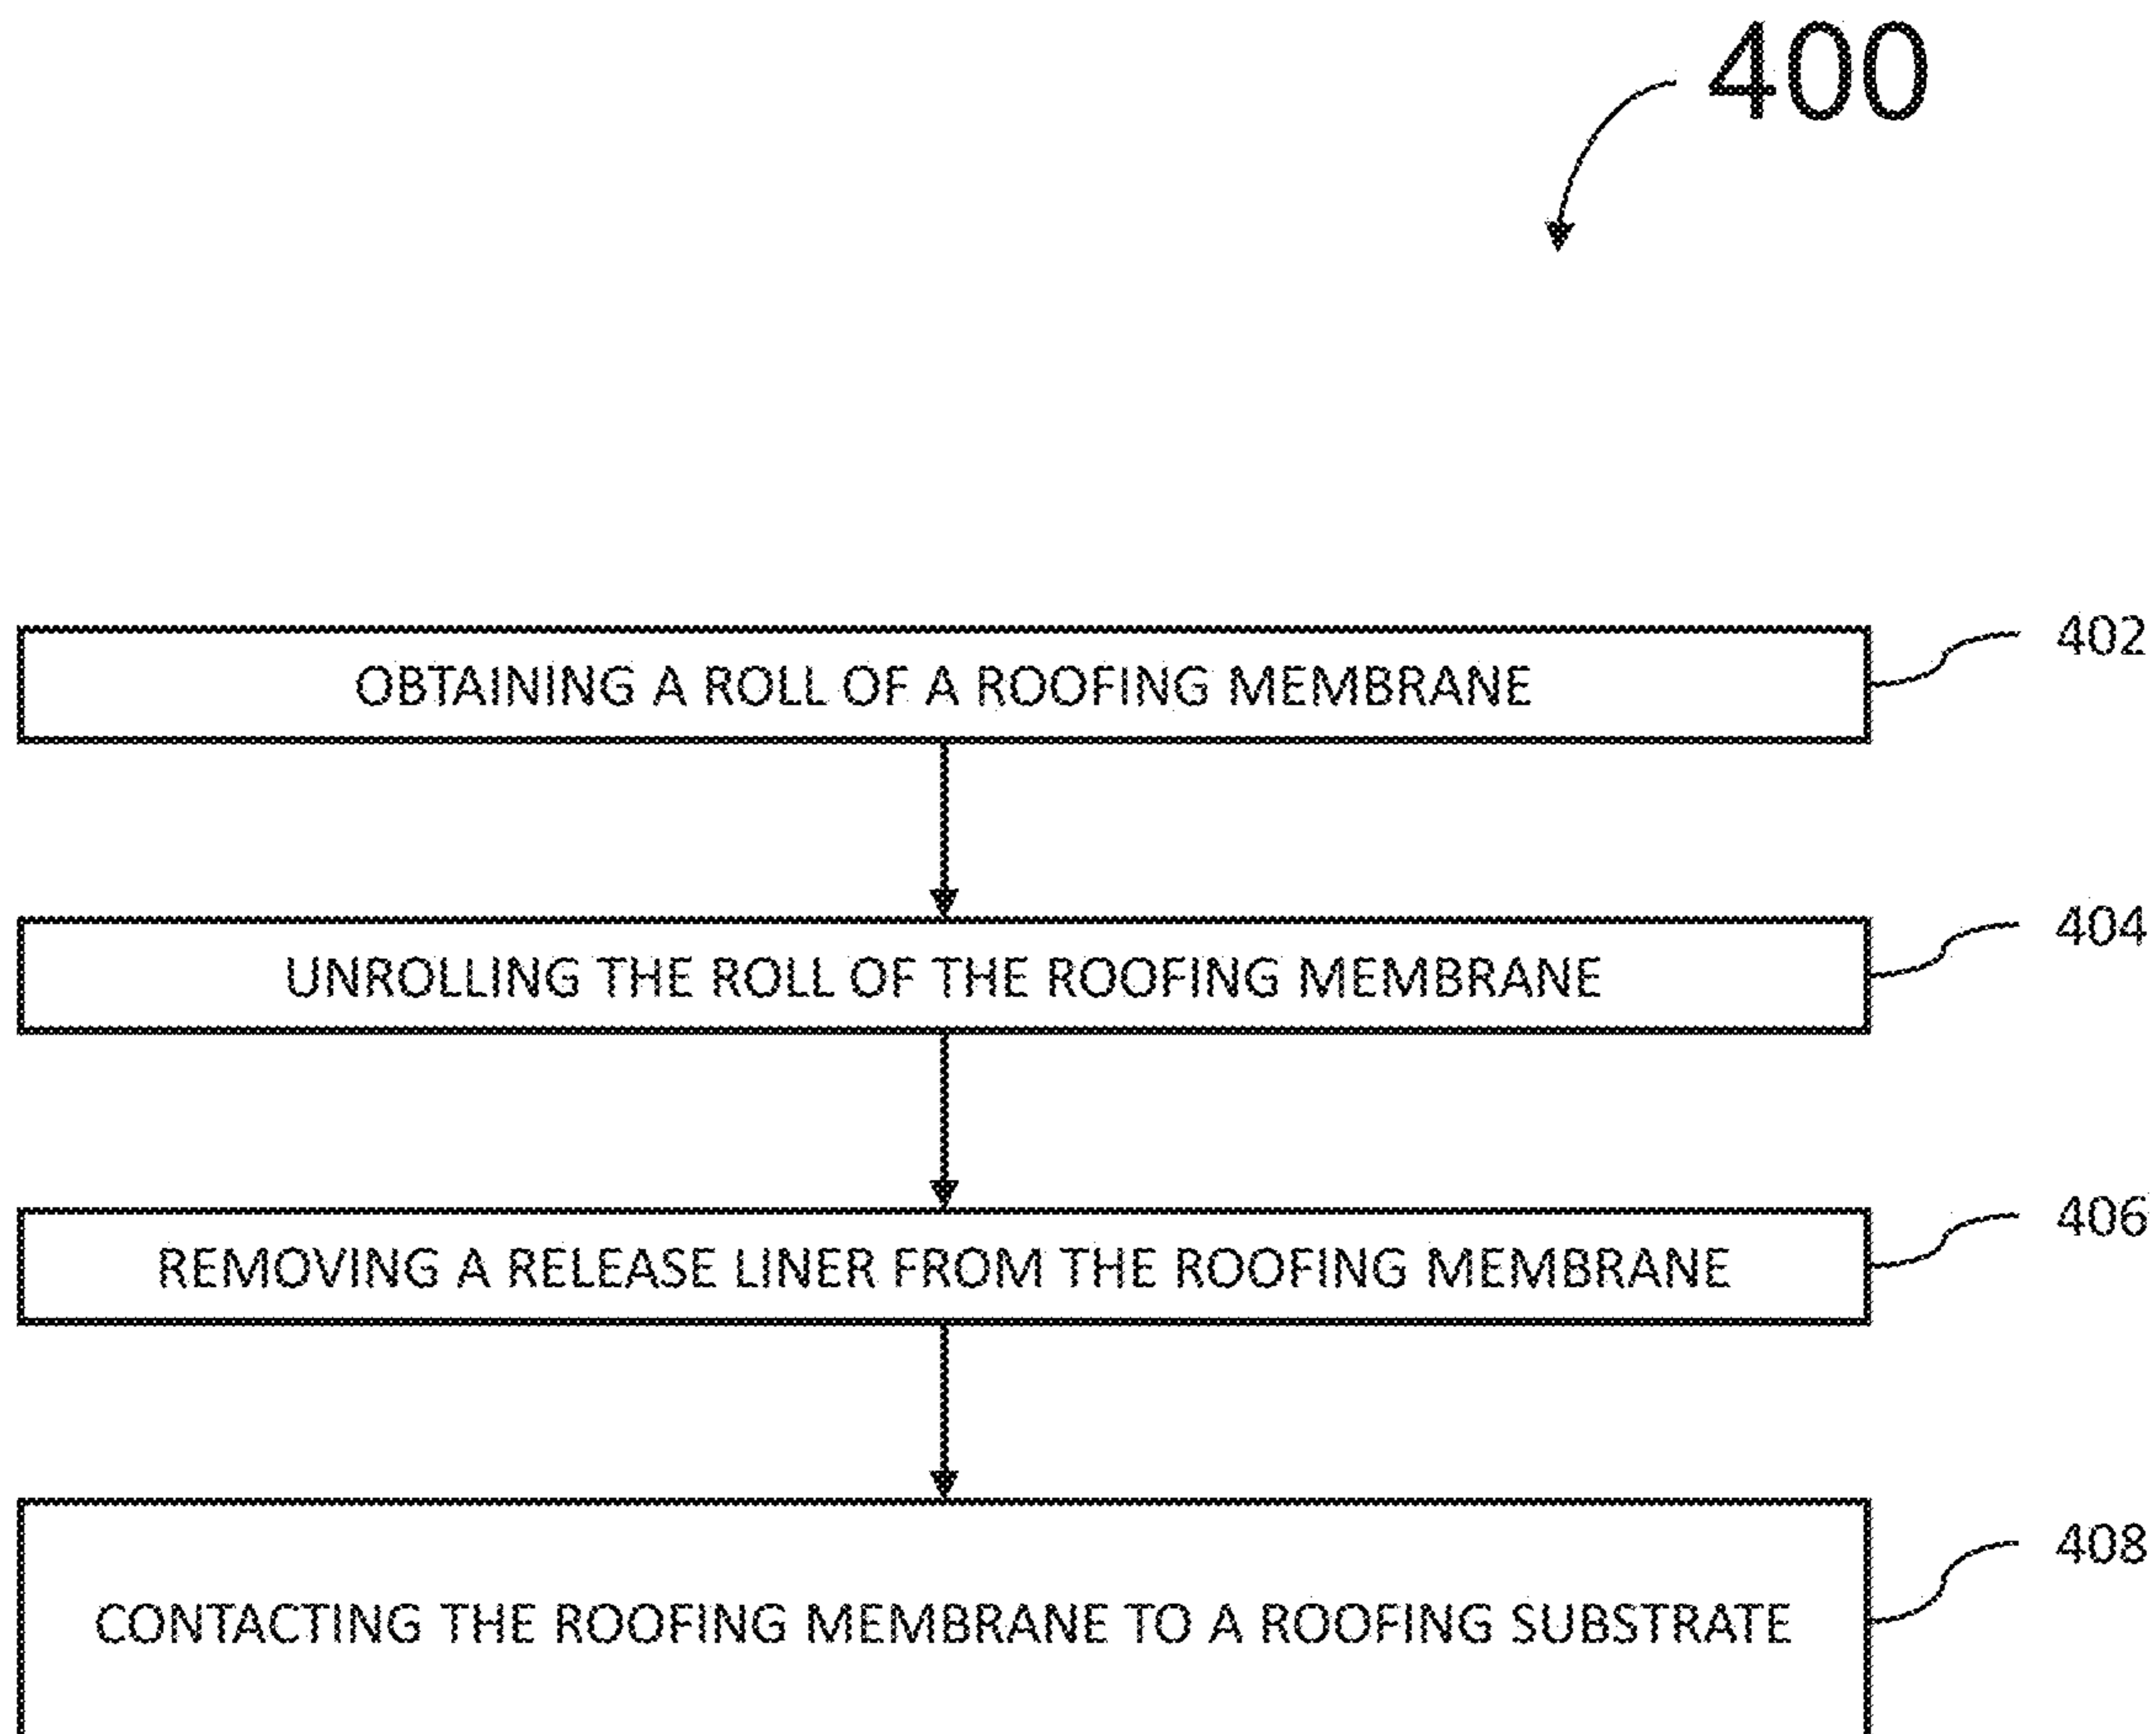 400
OBTAINING A ROLL OF A ROOFING MEMBRANE
402
UNROLLING THE ROLL OF THE ROOFING MEMBRANE
404
REMOVING A RELEASE LINER FROM THE ROOFING MEMBRANE
406
CONTACTING THE ROOFING MEMBRANE TO A ROOFING SUBSTRATE
408